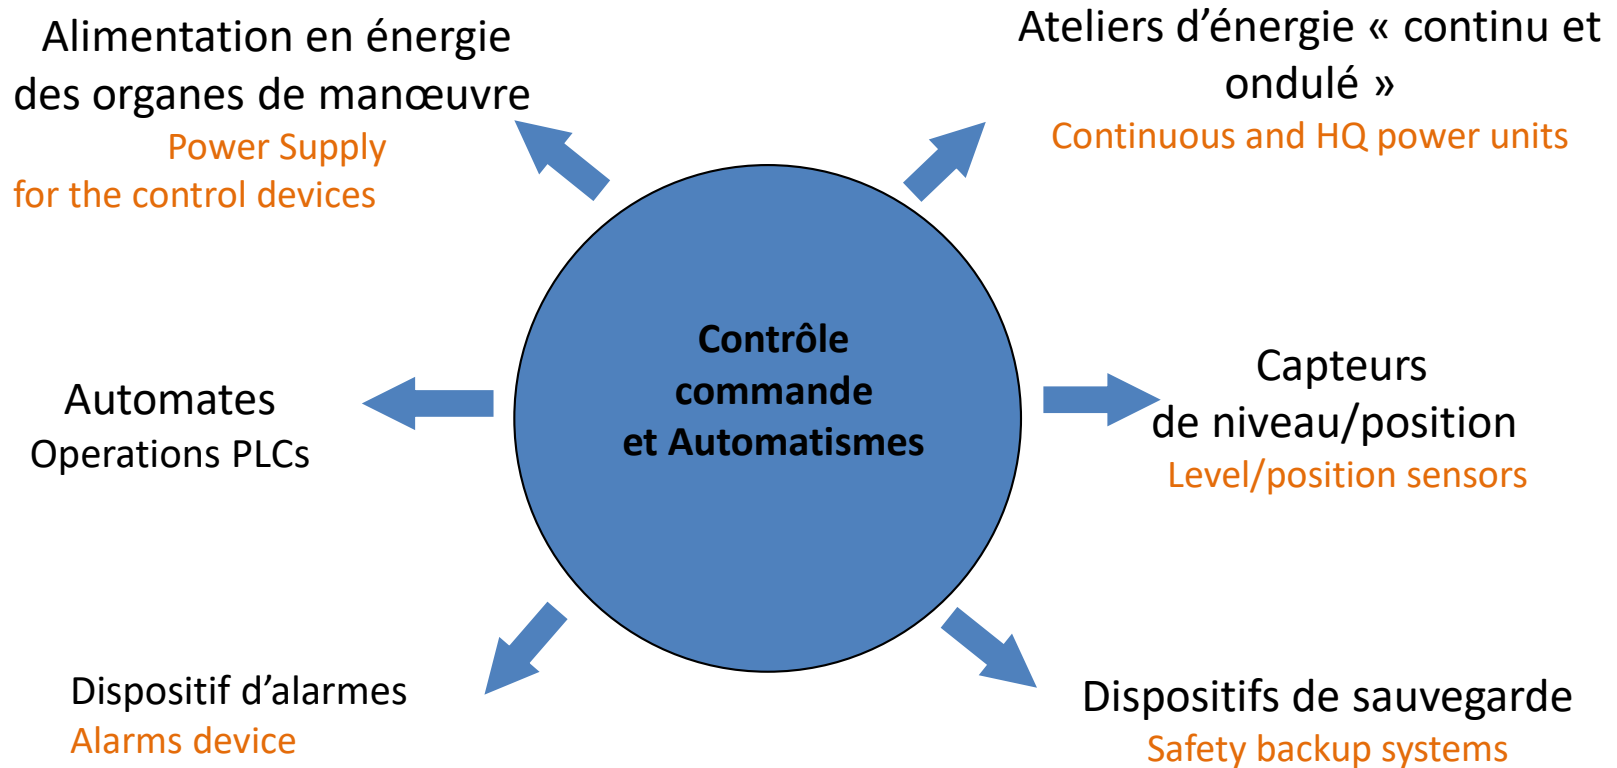 Alimentation en énergie
des organes de manœuvre
Power Supply
for the control devices
Ateliers d’énergie « continu et
ondulé »
Continuous and HQ power units
Contrôle
commande
et Automatismes
Automates
Operations PLCs
Capteurs
de niveau/position
Level/position sensors
Dispositif d’alarmes
Alarms device
Dispositifs de sauvegarde
Safety backup systems